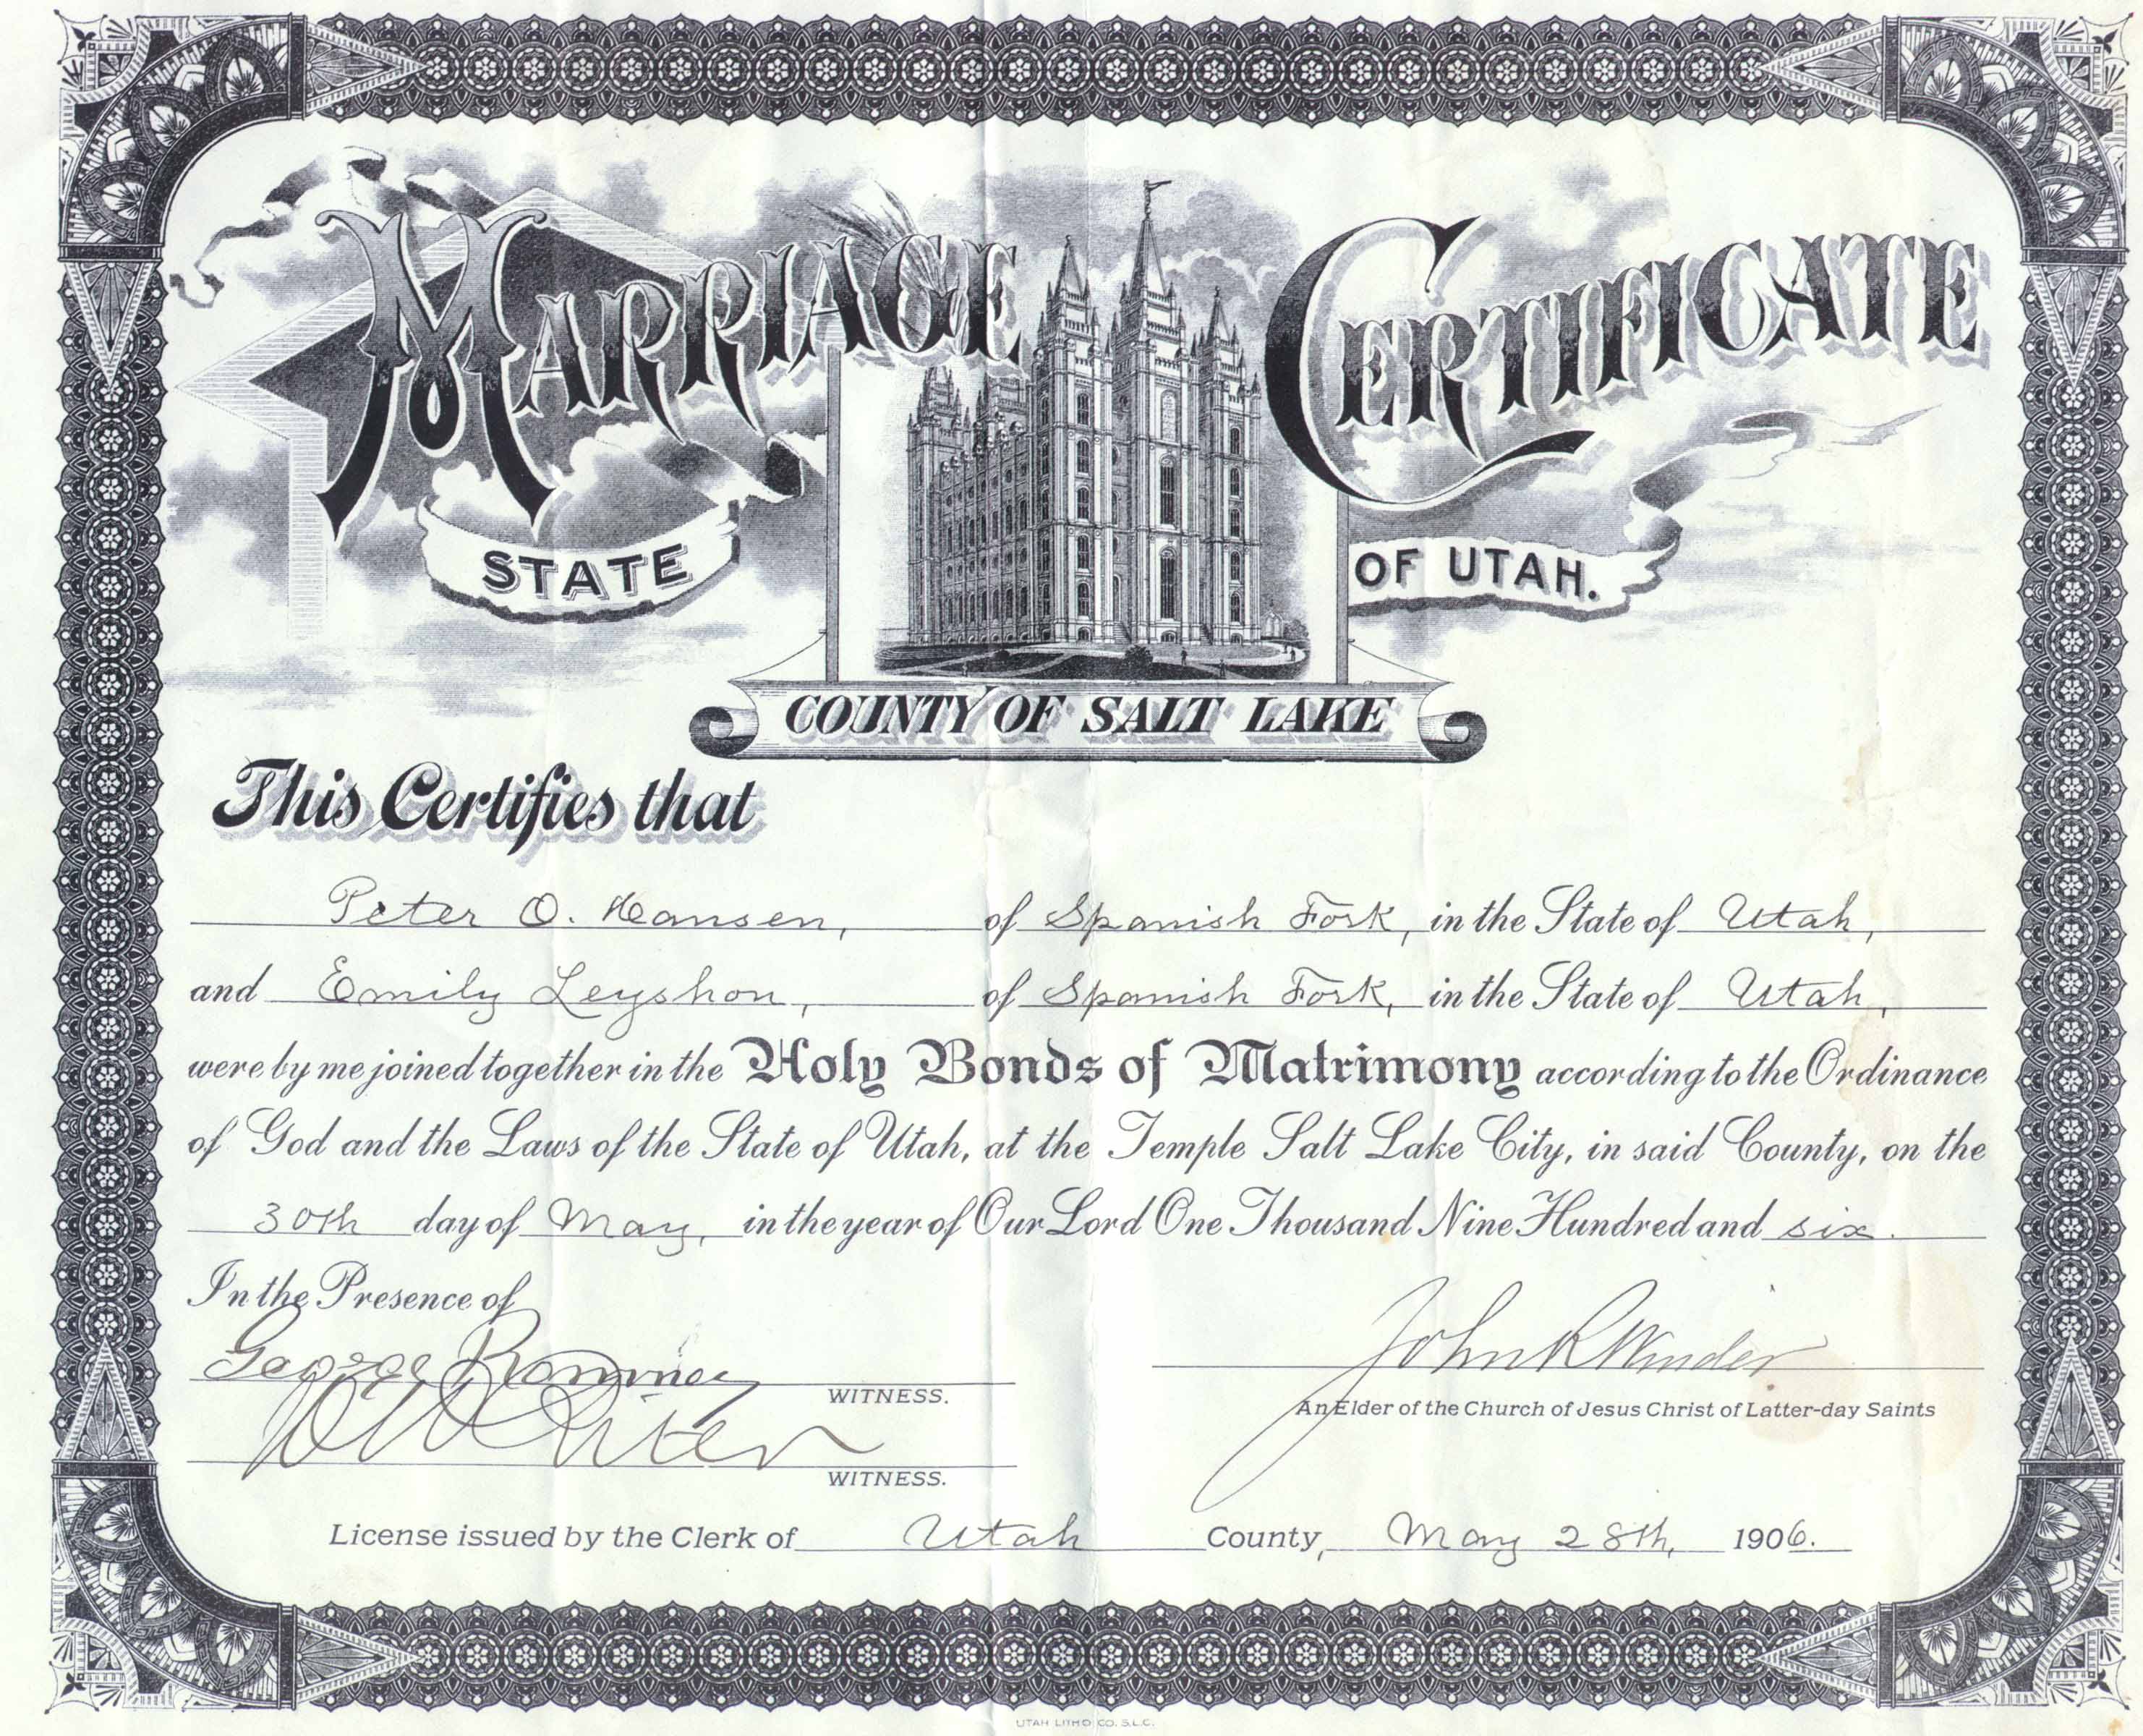 MARRIAGE CERTIFICATE
STATE OF UTAH.
COUNTY OF SALT LAKE
This Certifies that
Peter O. Hansen, of Spanish Fork, in the State of Utah,
and Emily Leyshon, of Spanish Fork, in the State of Utah,
were by me joined together in the Holy Bonds of Matrimony according to the Ordinance
of God and the Laws of the State of Utah, at the Temple Salt Lake City, in said County, on the
30th day of May, in the year of Our Lord One Thousand Nine Hundred and six.
In the Presence of
George Romney
WITNESS.
John R Winder
An Elder of the Church of Jesus Christ of Latter-day Saints
WITNESS.
License issued by the Clerk of Utah County, May 28th, 1906.
UTAH LITHO CO. S.L.C.